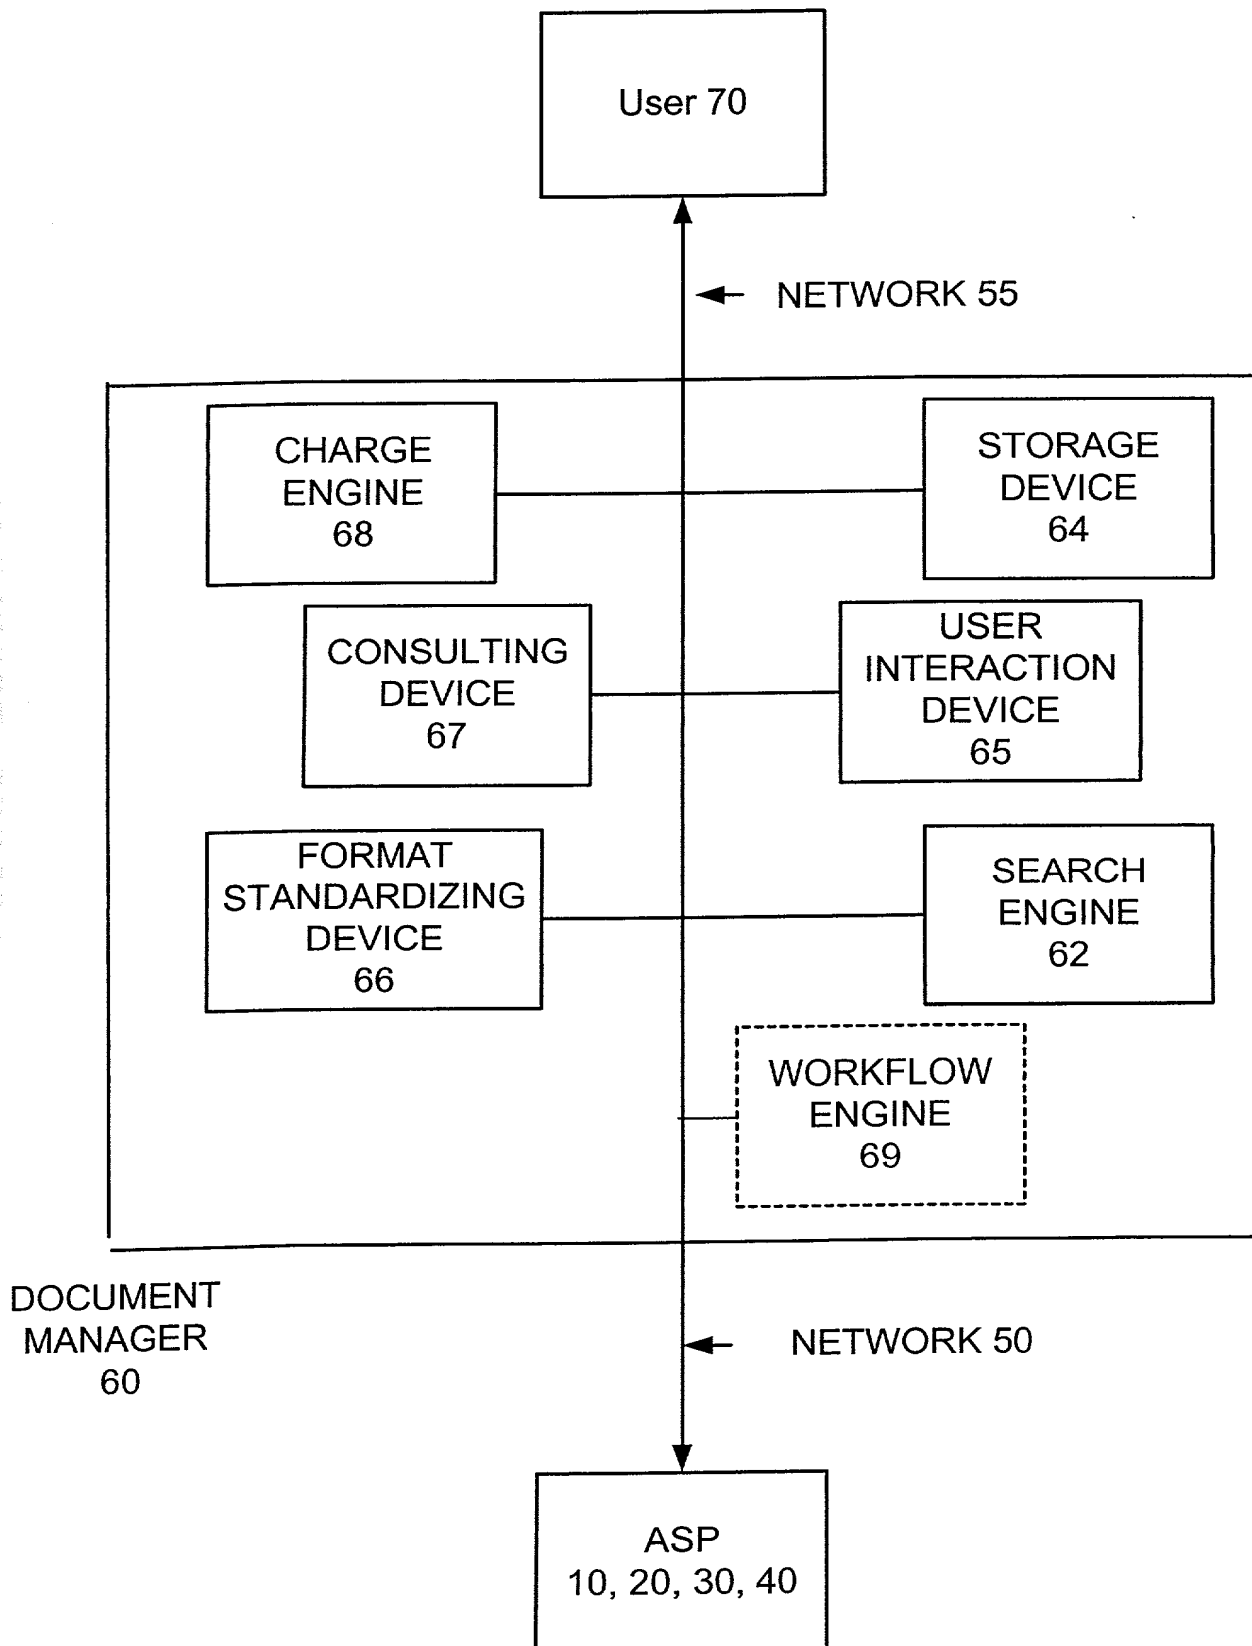 User 70
NETWORK 55
CHARGE
ENGINE
68
STORAGE
DEVICE
64
CONSULTING
DEVICE
67
USER
INTERACTION
DEVICE
65
FORMAT
STANDARDIZING
DEVICE
66
SEARCH
ENGINE
62
WORKFLOW
ENGINE
69
DOCUMENT
MANAGER
60
NETWORK 50
ASP
10, 20, 30, 40